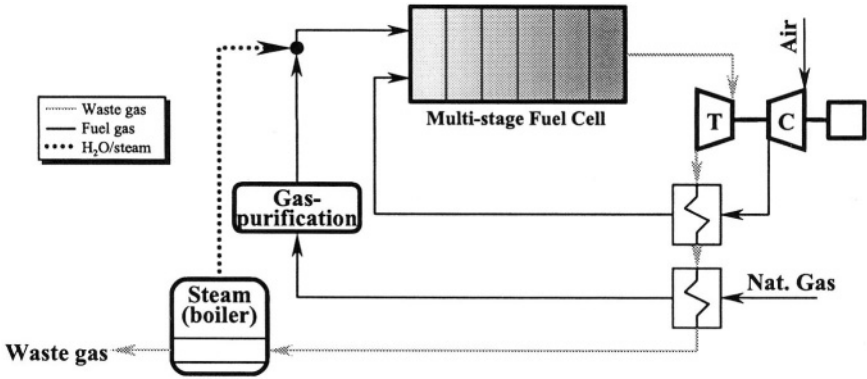 Air
Multi-stage Fuel Cell
T
C
Waste gas
Fuel gas
H₂O/steam
Gas-
purification
Nat. Gas
Steam
(boiler)
Waste gas